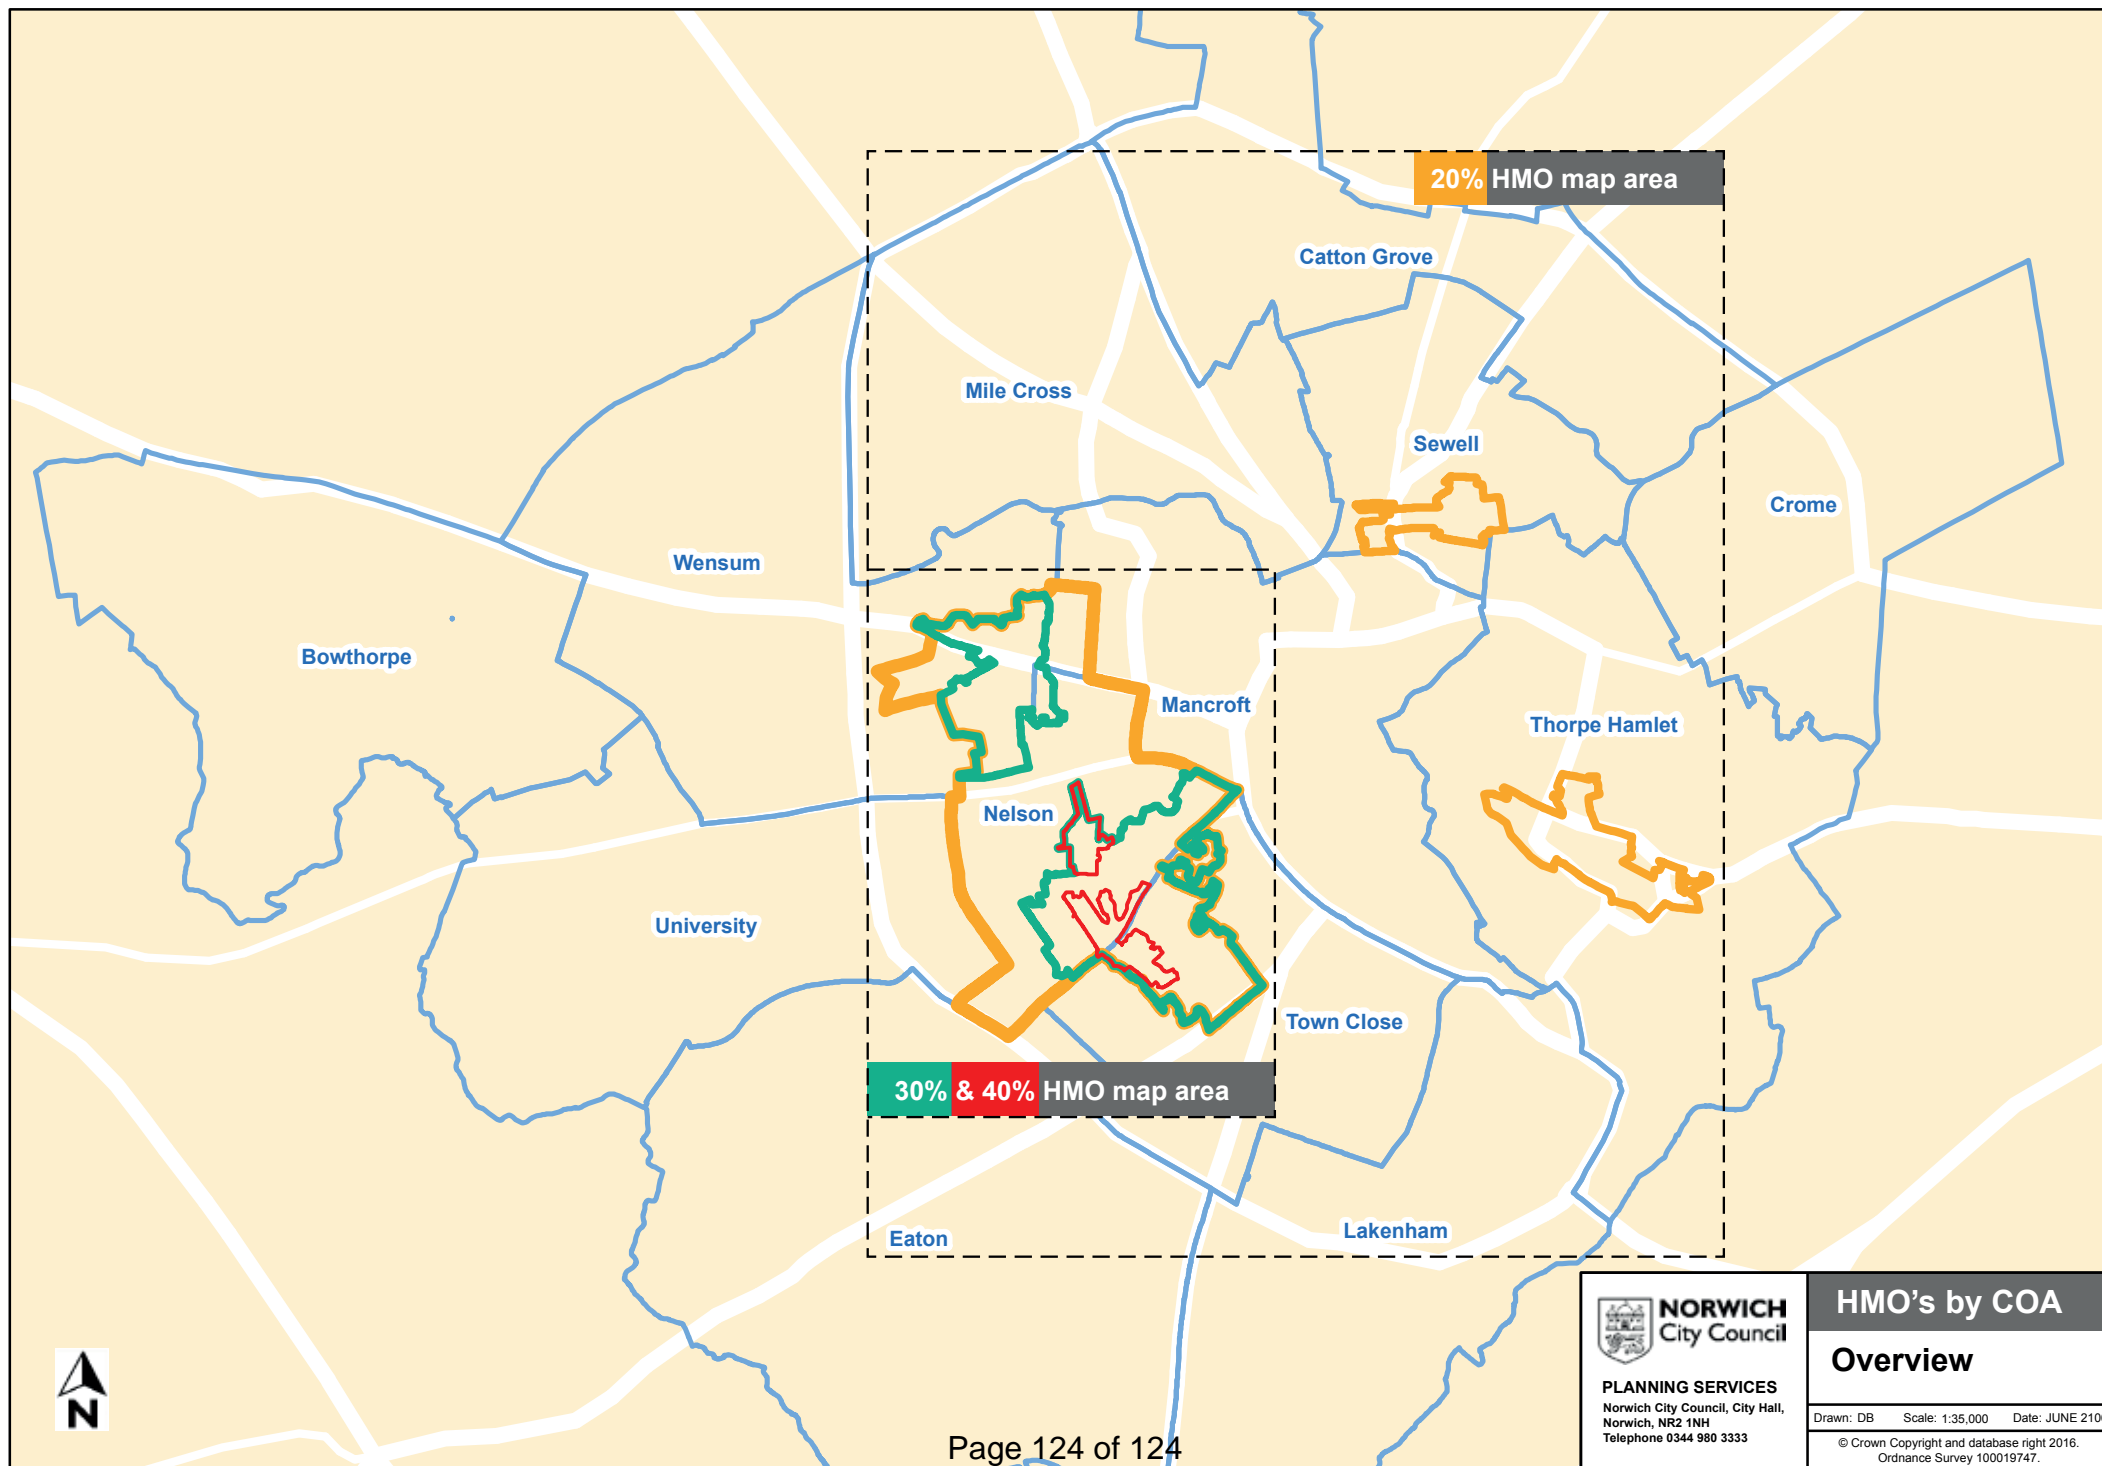 20% HMO map area
Catton Grove
Mile Cross
Sewell
Crome
Wensum
Bowthorpe
Mancroft
Thorpe Hamlet
Nelson
University
Town Close
30% & 40% HMO map area
Eaton
Lakenham
N
NORWICH
City Council
PLANNING SERVICES
Norwich City Council, City Hall,
Norwich, NR2 1NH
Telephone 0344 980 3333
HMO's by COA
Overview
Drawn: DB Scale: 1:35,000 Date: JUNE 210
© Crown Copyright and database right 2016.
Ordnance Survey 100019747.
Page 124 of 124